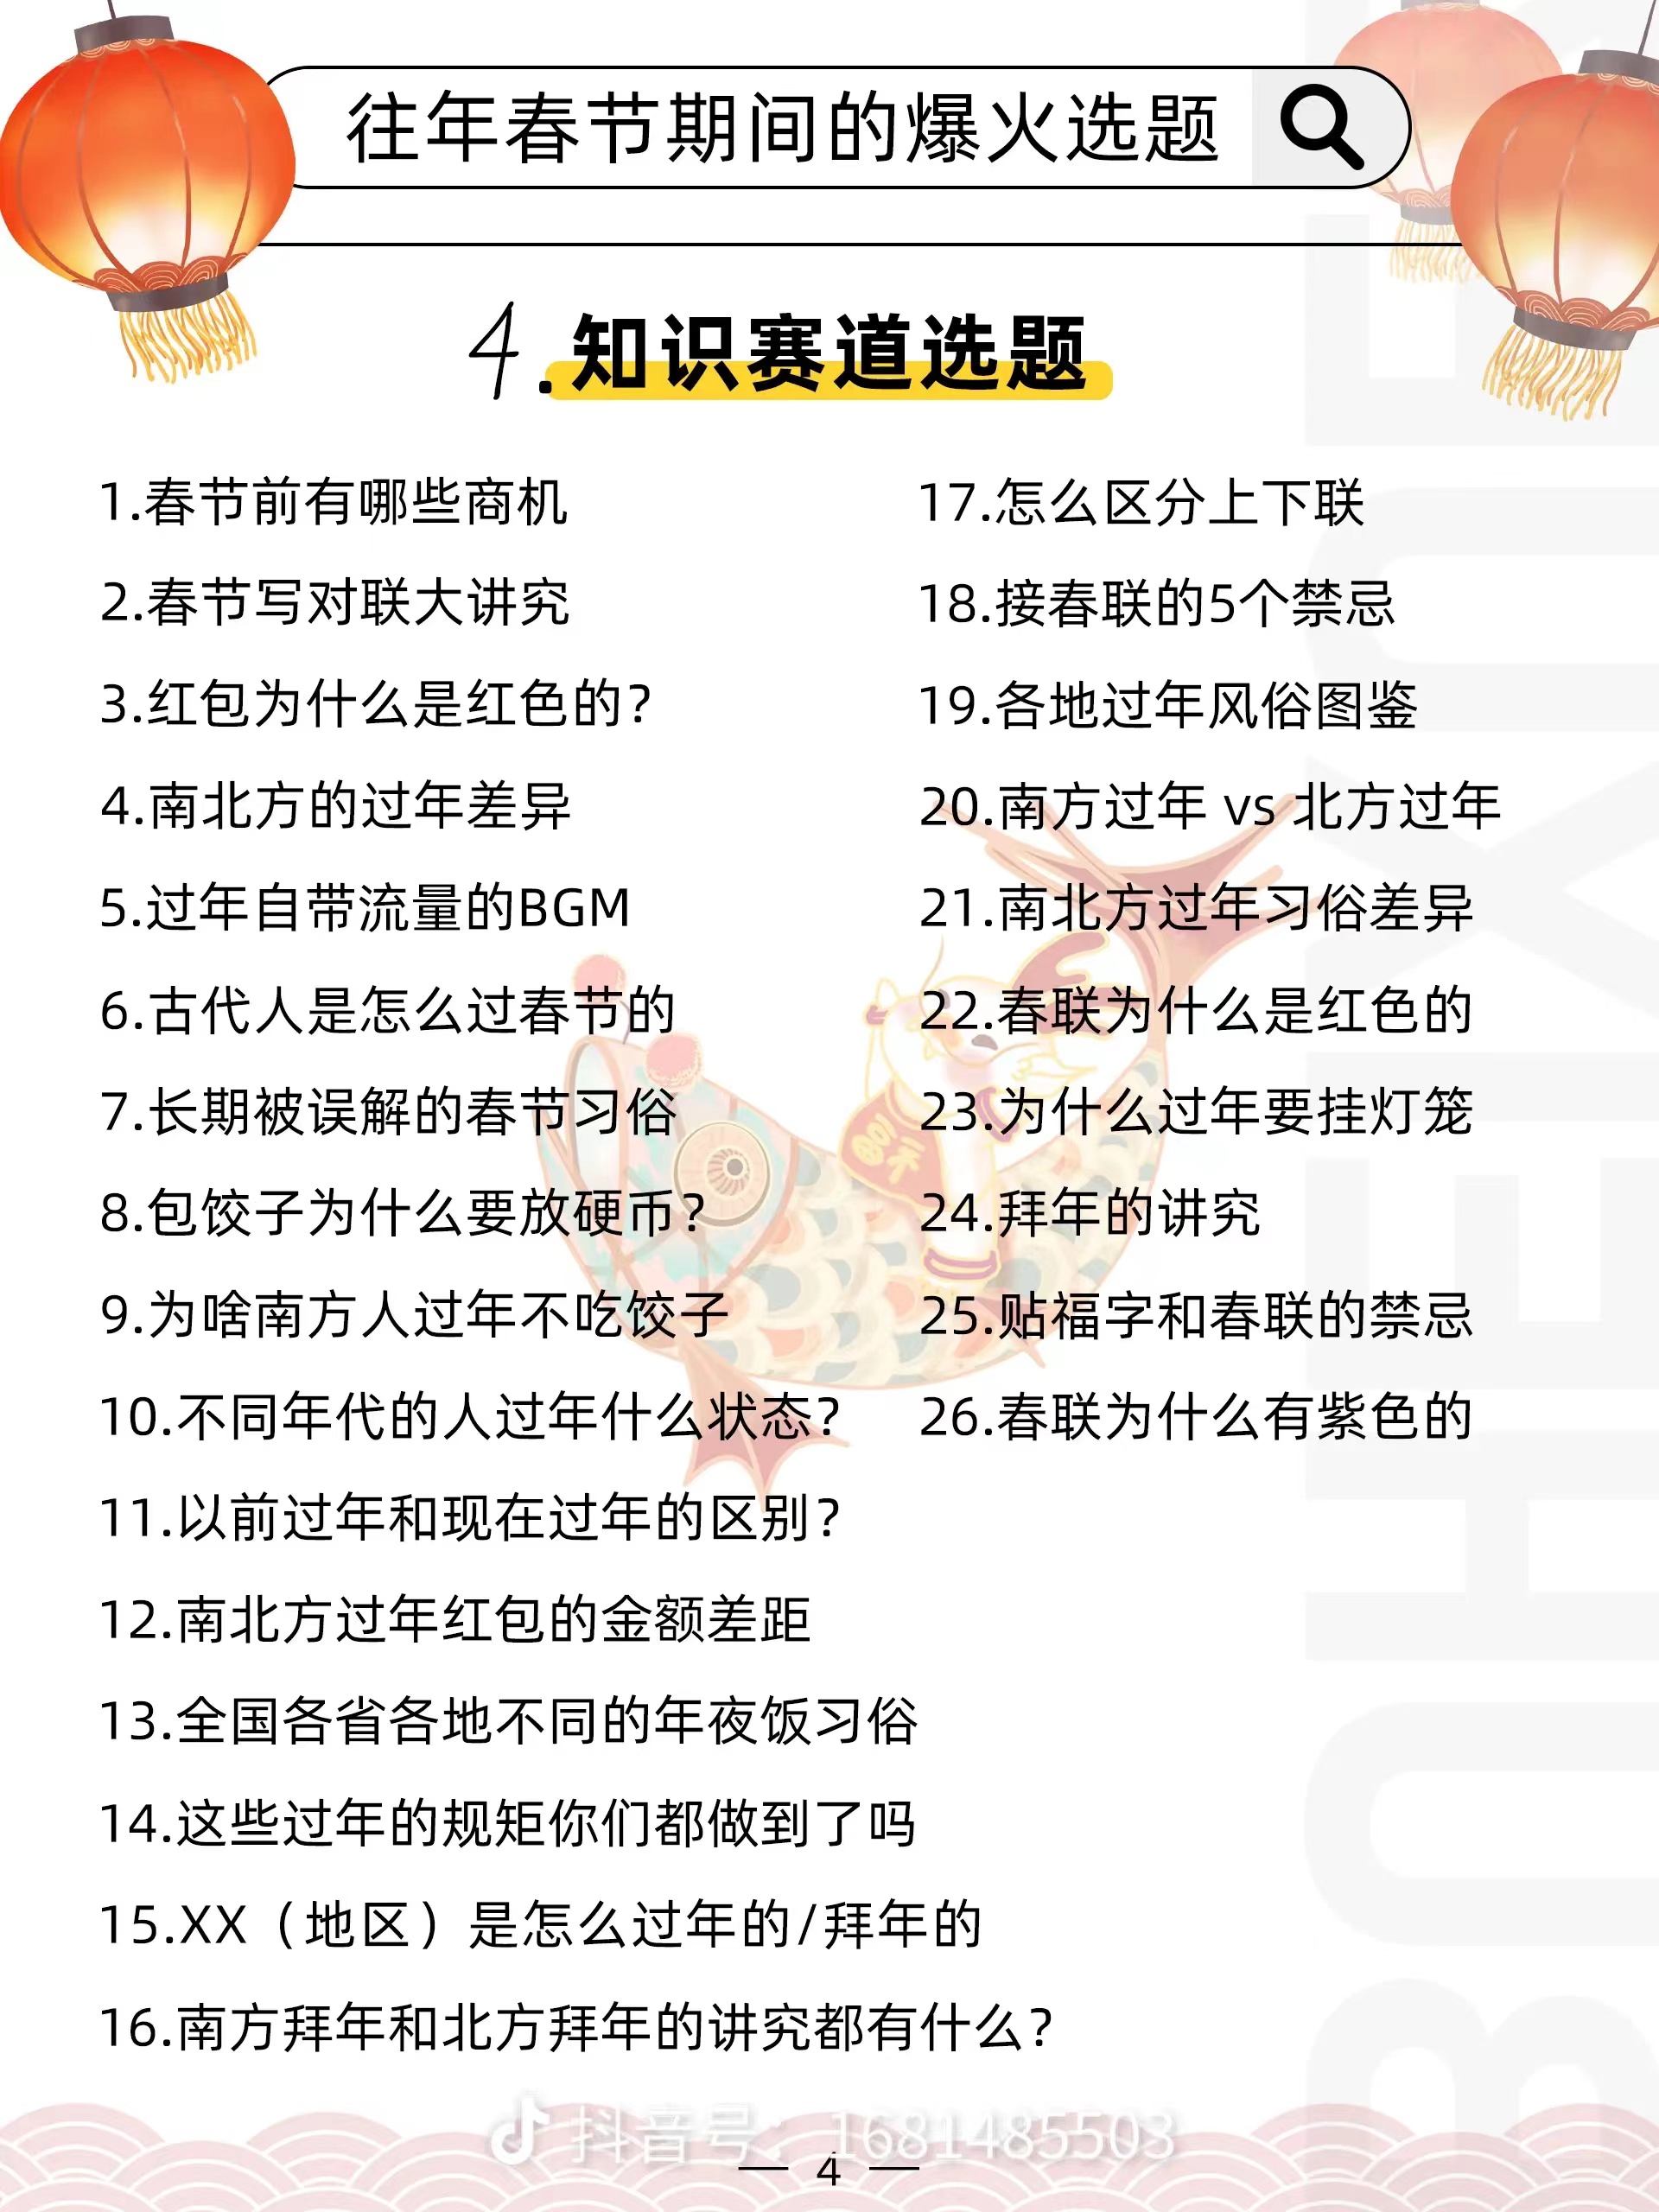 往年春节期间的爆火选题
4.知识赛道选题
1.春节前有哪些商机
2.春节写对联大讲究
3.红包为什么是红色的?
4.南北方的过年差异
5.过年自带流量的BGM
6.古代人是怎么过春节的
7.长期被误解的春节习俗
8.包饺子为什么要放硬币?
9.为啥南方人过年不吃饺子
10.不同年代的人过年什么状态?
11.以前过年和现在过年的区别?
12.南北方过年红包的金额差距
13.全国各省各地不同的年夜饭习俗
14.这些过年的规矩你们都做到了吗
15.XX（地区）是怎么过年的/拜年的
16.南方拜年和北方拜年的讲究都有什么?
17.怎么区分上下联
18.接春联的5个禁忌
19.各地过年风俗图鉴
20.南方过年 vs 北方过年
21.南北方过年习俗差异
22.春联为什么是红色的
23.为什么过年要挂灯笼
24.拜年的讲究
25.贴福字和春联的禁忌
26.春联为什么有紫色的
抖音号：1681485503
4